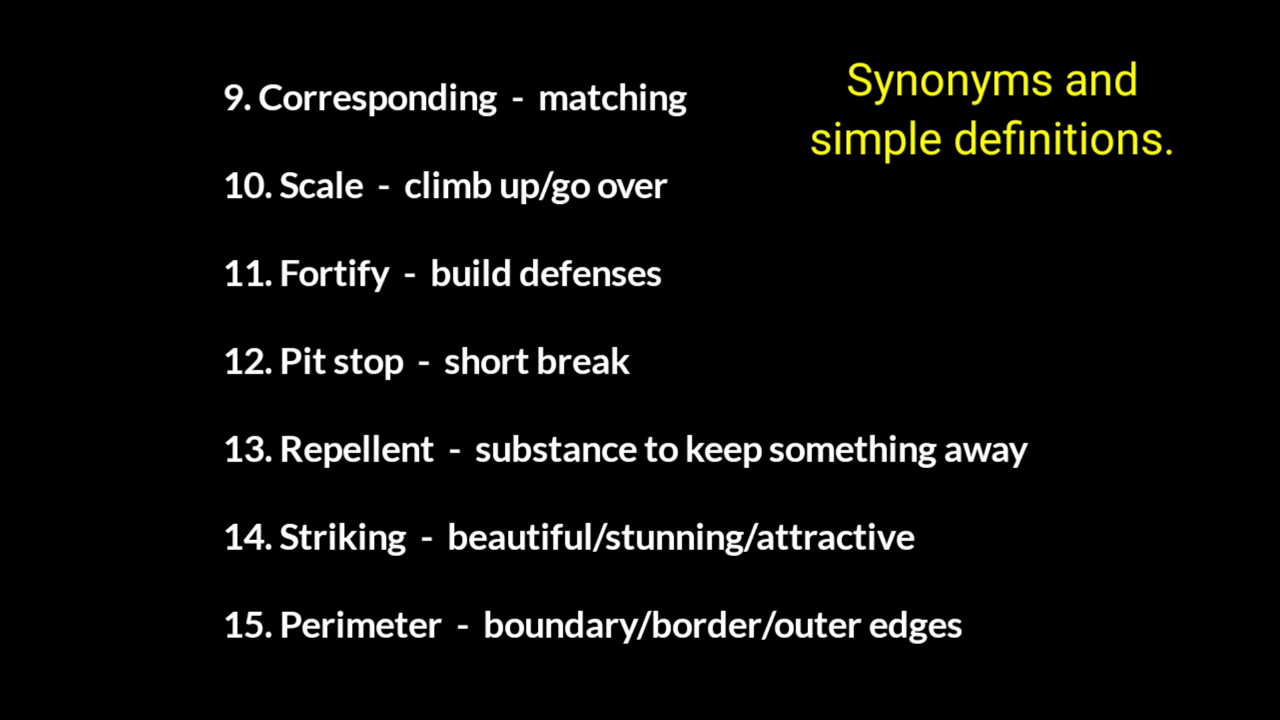 Synonyms and
simple definitions.
9. Corresponding - matching
10. Scale - climb up/go over
11. Fortify - build defenses
12. Pit stop - short break
13. Repellent - substance to keep something away
14. Striking - beautiful/stunning/attractive
15. Perimeter - boundary/border/outer edges